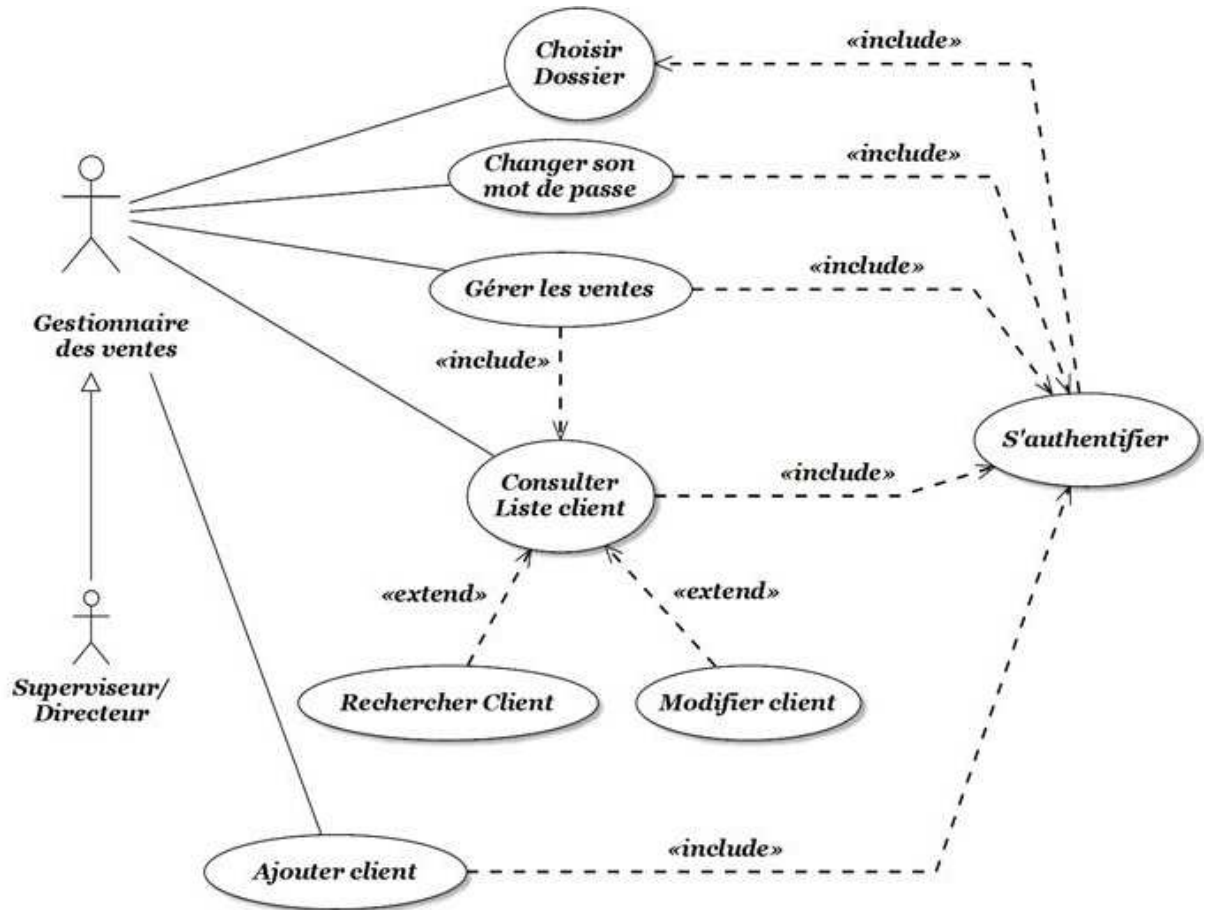 Choisir
Dossier
«include»
Changer son
mot de passe
«include»
Gérer les ventes
«include»
Gestionnaire
des ventes
«include»
S'authentifier
Consulter
Liste client
«include»
«extend»
«extend»
Superviseur/
Directeur
Rechercher Client
Modifier client
Ajouter client
«include»